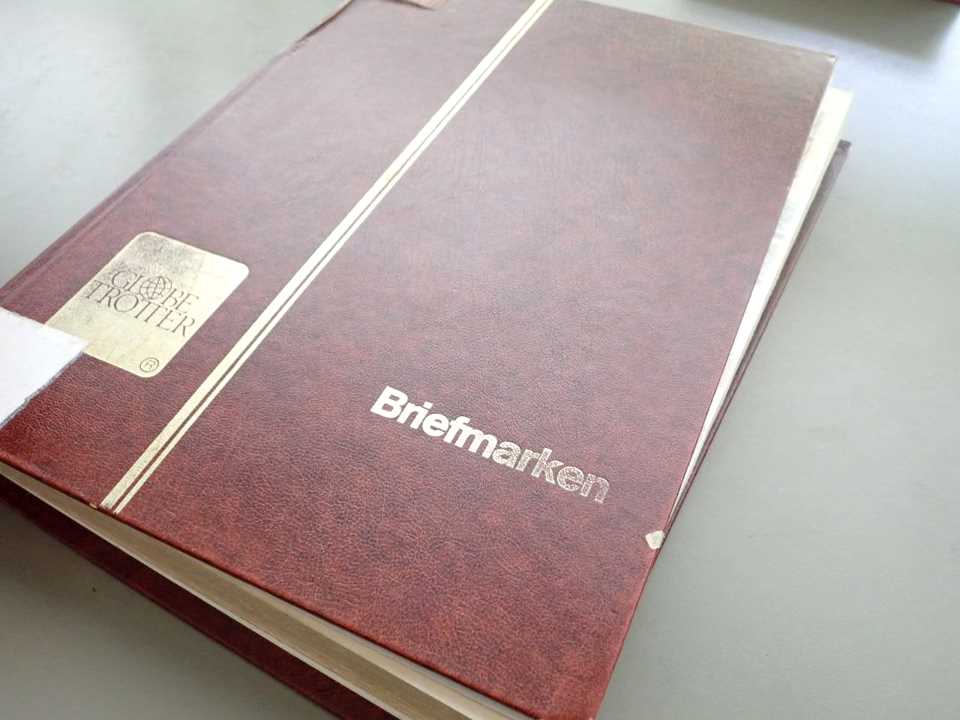 GLOBE
TROTTER
®
Briefmarken